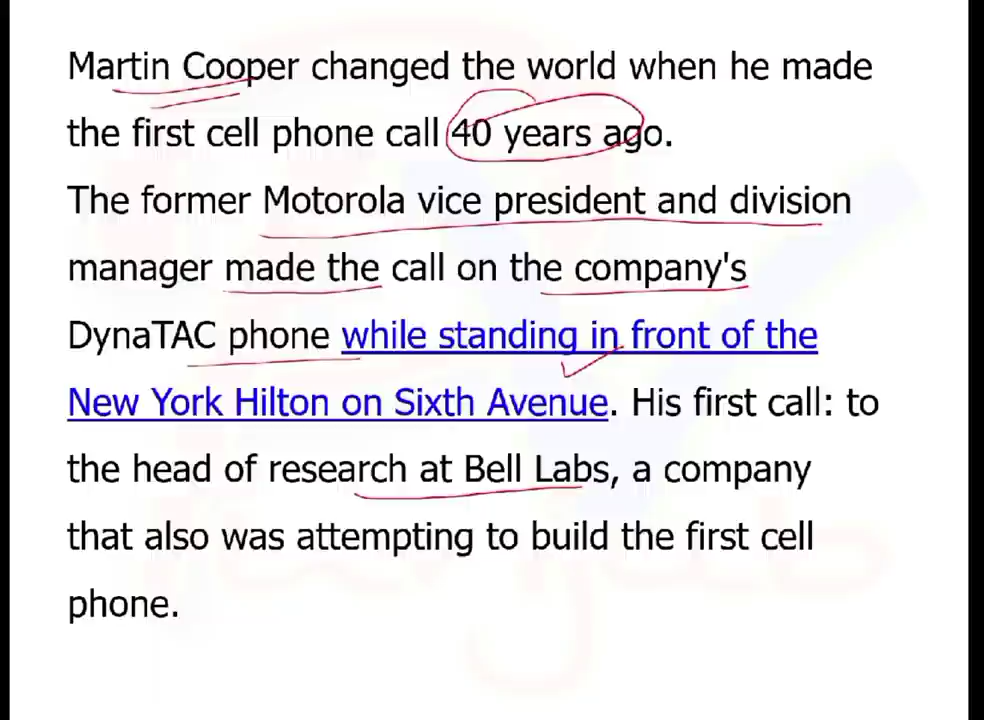 Martin Cooper changed the world when he made
the first cell phone call 40 years ago.
The former Motorola vice president and division
manager made the call on the company's
DynaTAC phone while standing in front of the
New York Hilton on Sixth Avenue. His first call: to
the head of research at Bell Labs, a company
that also was attempting to build the first cell
phone.